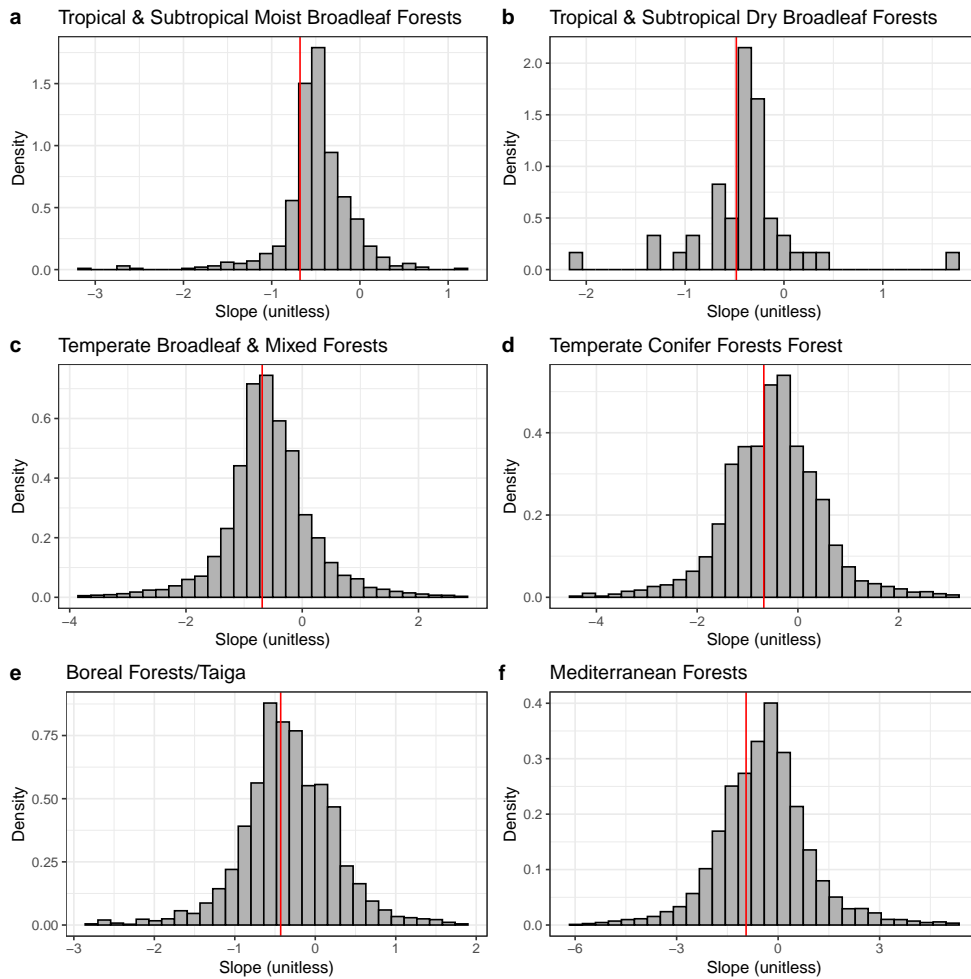 a Tropical & Subtropical Moist Broadleaf Forests
Density
0.0
0.5
1.0
1.5
−3 −2 −1 0 1
Slope (unitless)
b Tropical & Subtropical Dry Broadleaf Forests
Density
0.0
0.5
1.0
1.5
2.0
−2 −1 0 1
Slope (unitless)
c Temperate Broadleaf & Mixed Forests
Density
0.0
0.2
0.4
0.6
−4 −2 0 2
Slope (unitless)
d Temperate Conifer Forests Forest
Density
0.0
0.2
0.4
−4 −2 0 2
Slope (unitless)
e Boreal Forests/Taiga
Density
0.00
0.25
0.50
0.75
−3 −2 −1 0 1 2
Slope (unitless)
f Mediterranean Forests
Density
0.0
0.1
0.2
0.3
0.4
−6 −3 0 3
Slope (unitless)